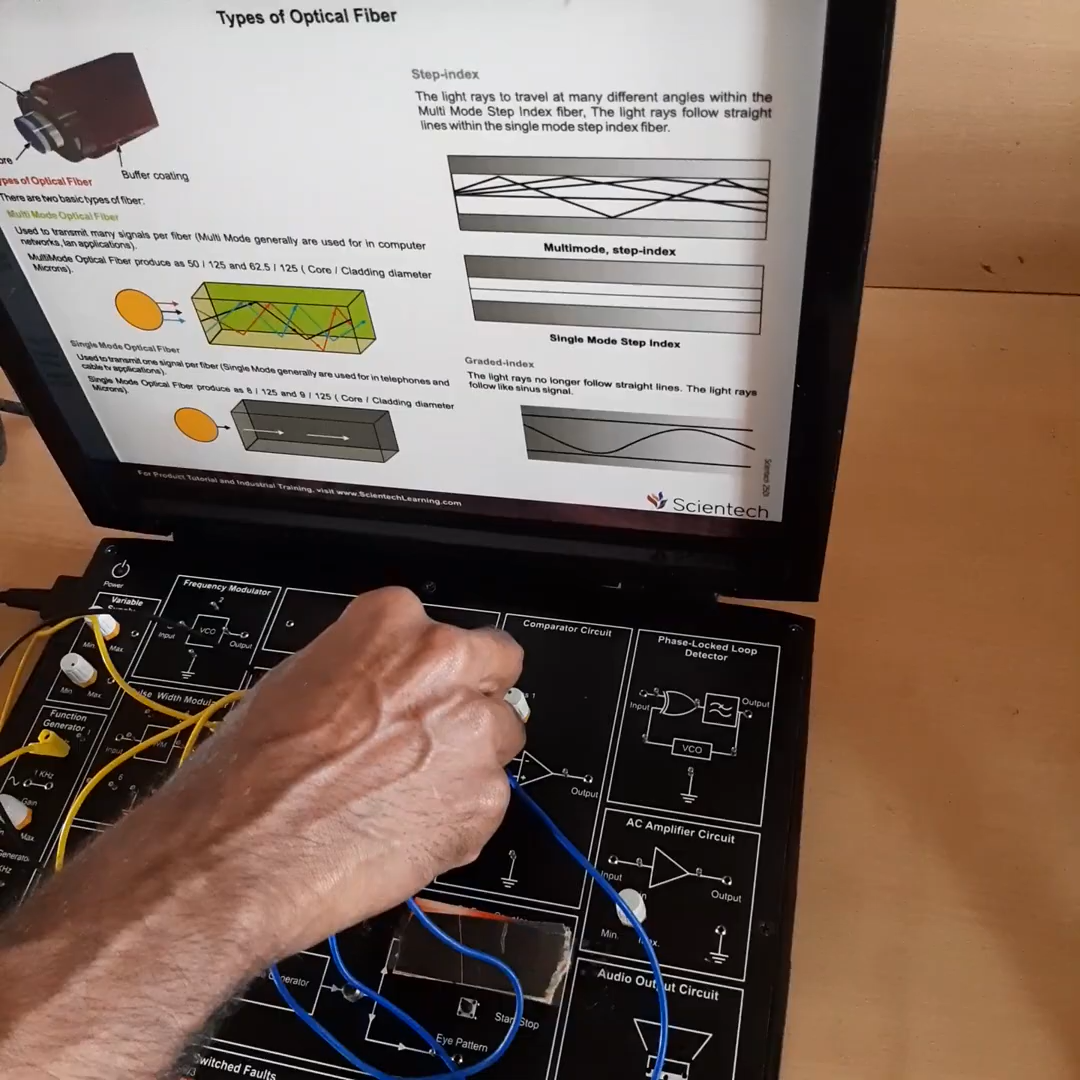 Types of Optical Fiber
Buffer coating
Types of Optical Fiber
There are two basic types of fiber:
Multi Mode Optical Fiber
Used to transmit many signals per fiber (Multi Mode generally are used for in computer
networks, lan applications).
MultiMode Optical Fiber produce as 50 / 125 and 62.5 / 125 ( Core / Cladding diameter
Microns).
Single Mode Optical Fiber
Used to transmit one signal per fiber (Single Mode generally are used for in telephones and
cable tv applications).
Single Mode Optical Fiber produce as 8 / 125 and 9 / 125 ( Core / Cladding diameter
Microns).
Step-index
The light rays to travel at many different angles within the
Multi Mode Step Index fiber, The light rays follow straight
lines within the single mode step index fiber.
Multimode, step-index
Single Mode Step Index
Graded-index
The light rays no longer follow straight lines. The light rays
follow like sinus signal.
For Product Tutorial and Industrial Training, visit www.ScientechLearning.com
Scientech
Power
Variable
Min.
Max
Min
Max
Frequency Modulator
2
Input
VCO
Output
Function
Generator
1 KHz
Gain
Max
Input
Comparator Circuit
Output
Phase-Locked Loop
Detector
Input
Output
VCO
AC Amplifier Circuit
Input
Output
Min.
Audio Output Circuit
Eye Pattern
Switched Faults